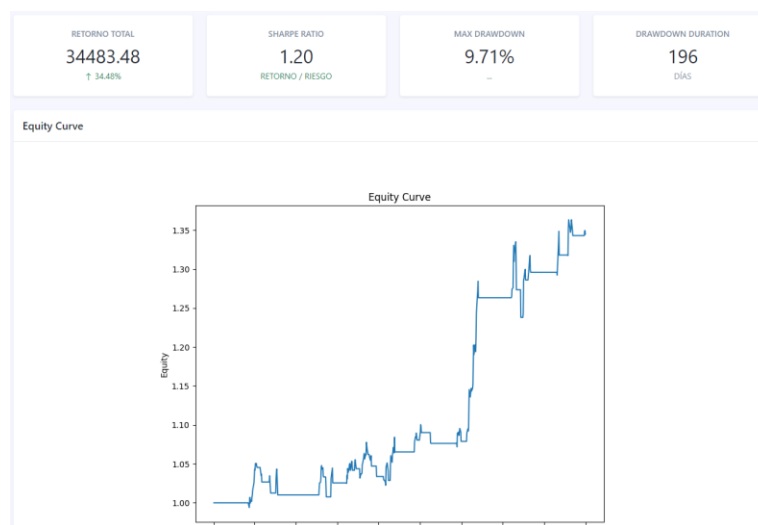 RETORNO TOTAL
34483.48
↑ 34.48%
SHARPE RATIO
1.20
RETORNO / RIESGO
MAX DRAWDOWN
9.71%
...
DRAWDOWN DURATION
196
DÍAS
Equity Curve
Equity Curve
1.35
1.30
1.25
1.20
1.15
1.10
1.05
1.00
Equity